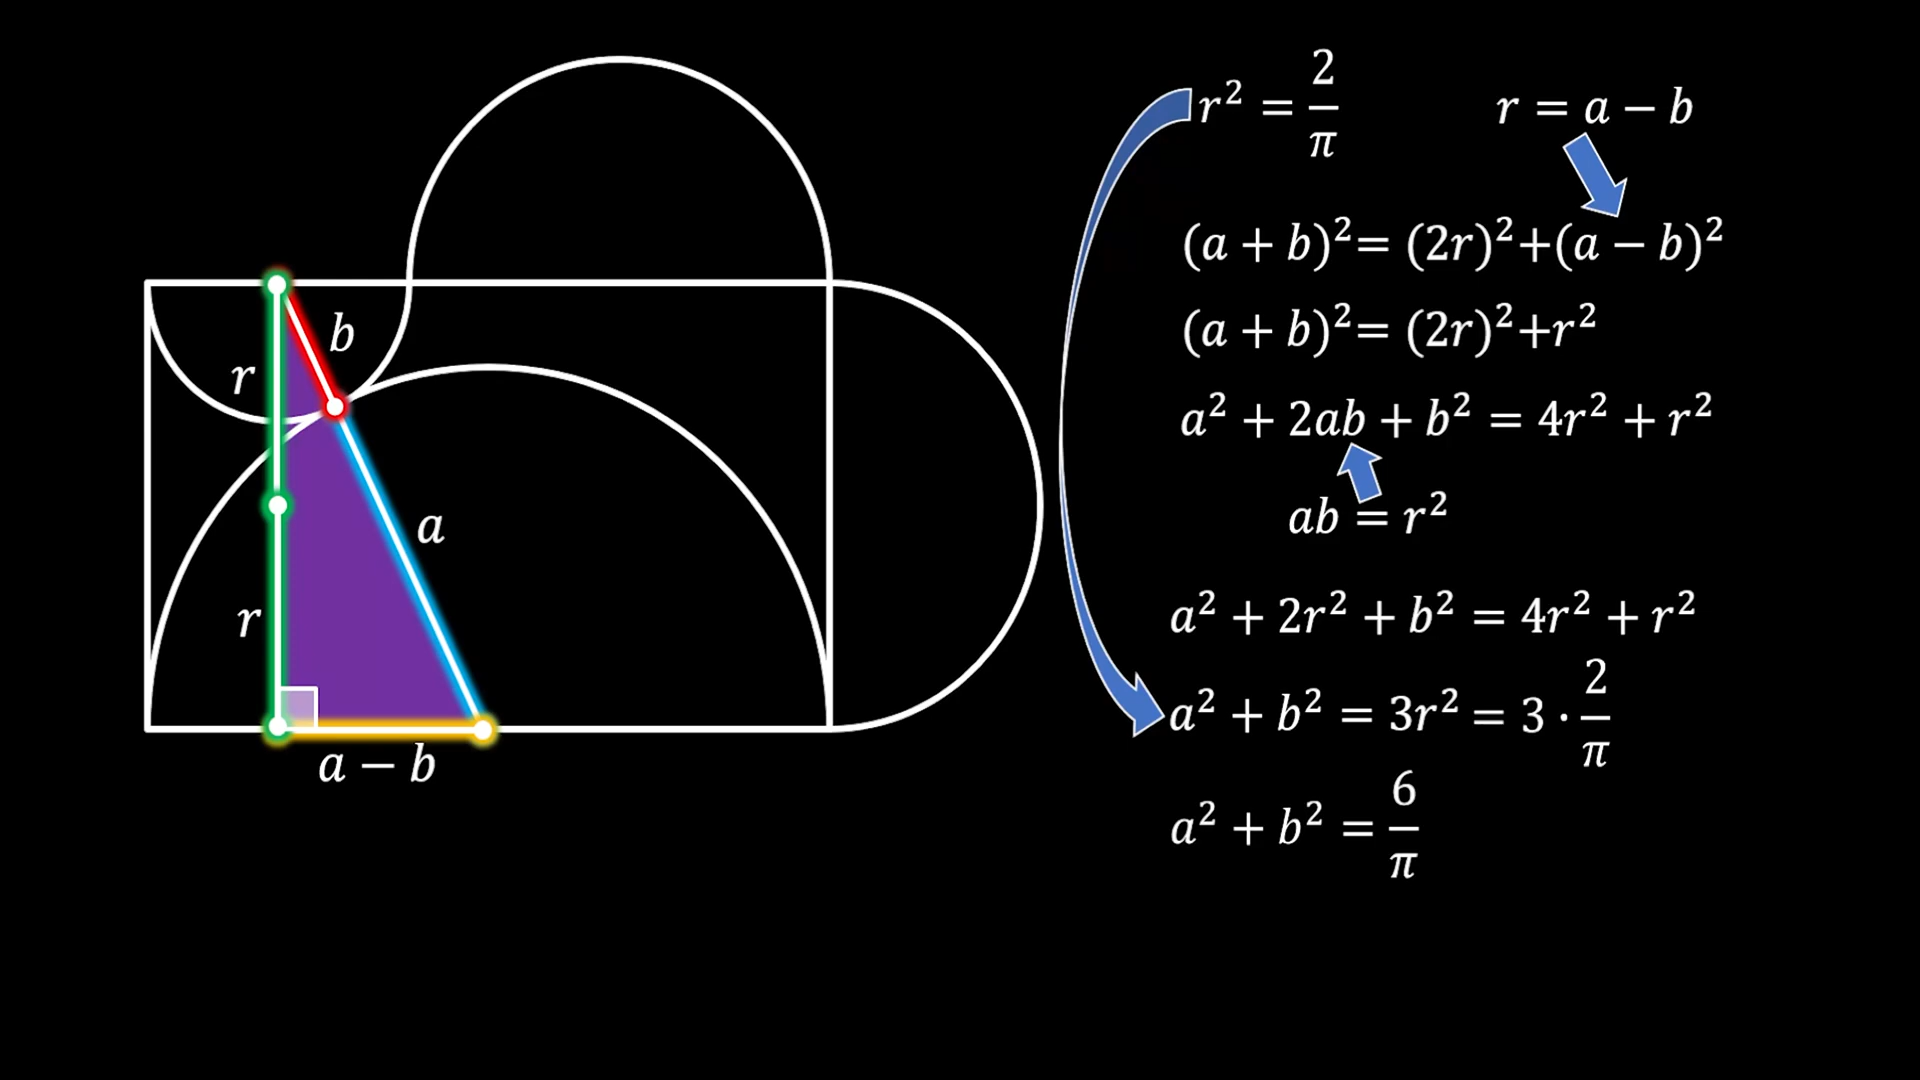 r² = 2/π
r = a − b
(a + b)²= (2r)²+(a − b)²
(a + b)²= (2r)²+r²
a² + 2ab + b² = 4r² + r²
ab = r²
a² + 2r² + b² = 4r² + r²
a² + b² = 3r² = 3 · 2/π
a² + b² = 6/π
b
r
a
r
a − b